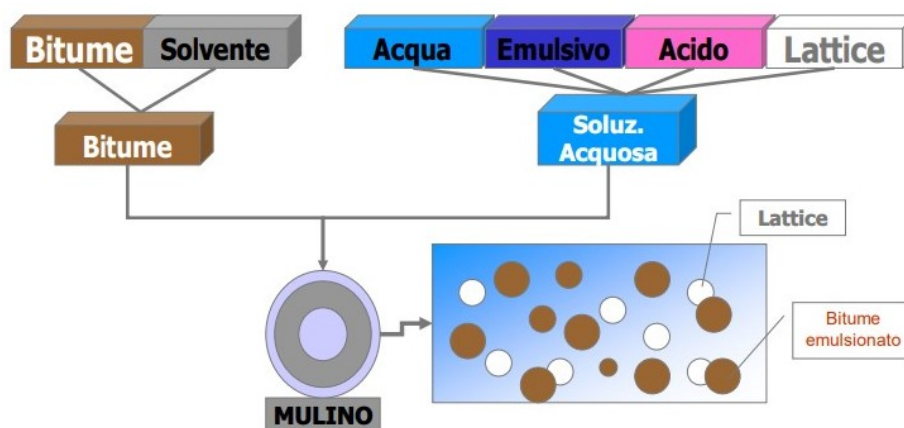 Bitume
Solvente
Acqua
Emulsivo
Acido
Lattice
Bitume
Soluz.
Acquosa
Lattice
Bitume
emulsionato
MULINO